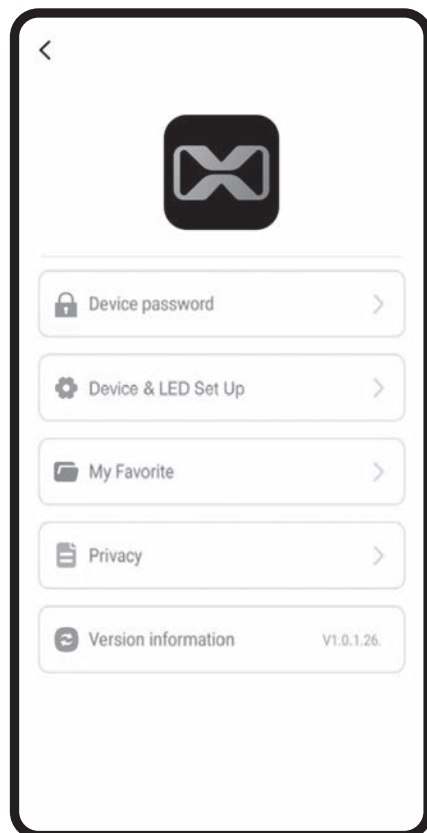 Device password
Device & LED Set Up
My Favorite
Privacy
Version information V1.0.1.26.